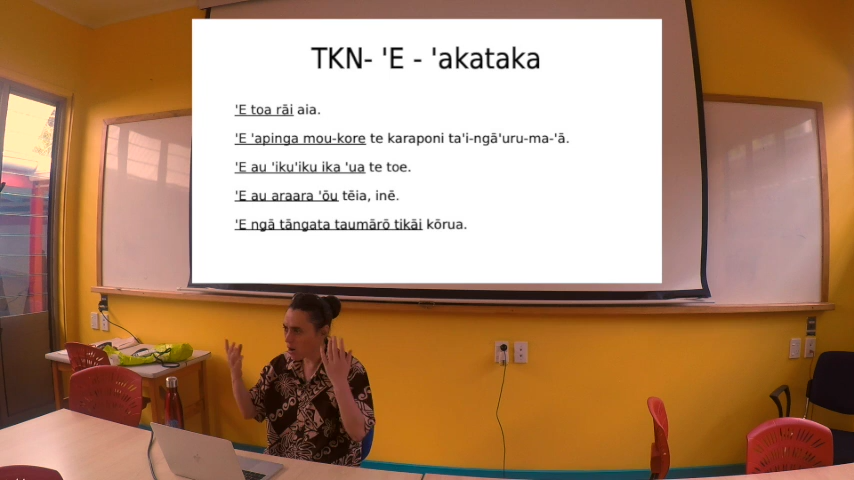 TKN- 'E - 'akataka
'E toa rāi aia.
'E 'apinga mou-kore te karaponi ta'i-ngā'uru-ma-'ā.
'E au 'iku'iku ika 'ua te toe.
'E au araara 'ōu tēia, inē.
'E ngā tāngata taumārō tikāi kōrua.